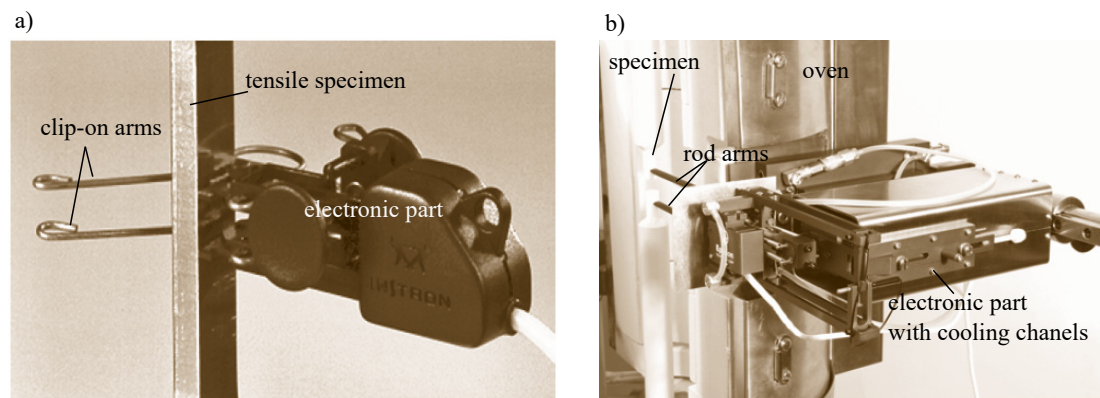 a)
tensile specimen
clip-on arms
electronic part
INSTRON
b)
specimen
oven
rod arms
electronic part
with cooling chanels